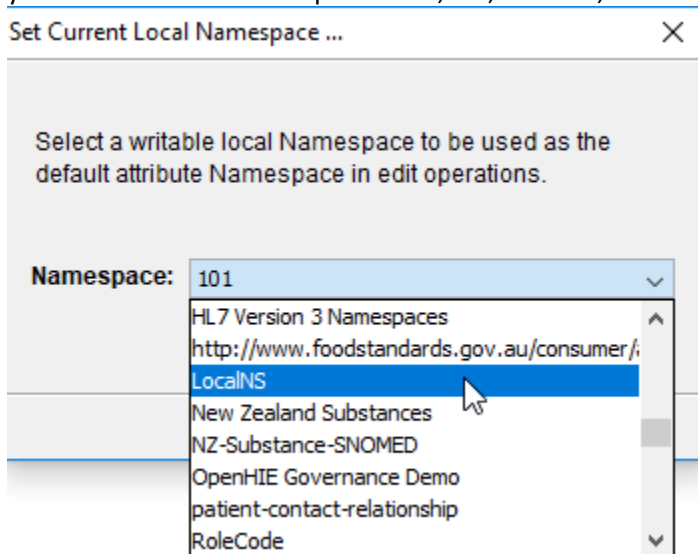 Set Current Local Namespace ...
Select a writable local Namespace to be used as the
default attribute Namespace in edit operations.
Namespace: 101
HL7 Version 3 Namespaces
http://www.foodstandards.gov.au/consumer/
LocalNS
New Zealand Substances
NZ-Substance-SNOMED
OpenHIE Governance Demo
patient-contact-relationship
RoleCode